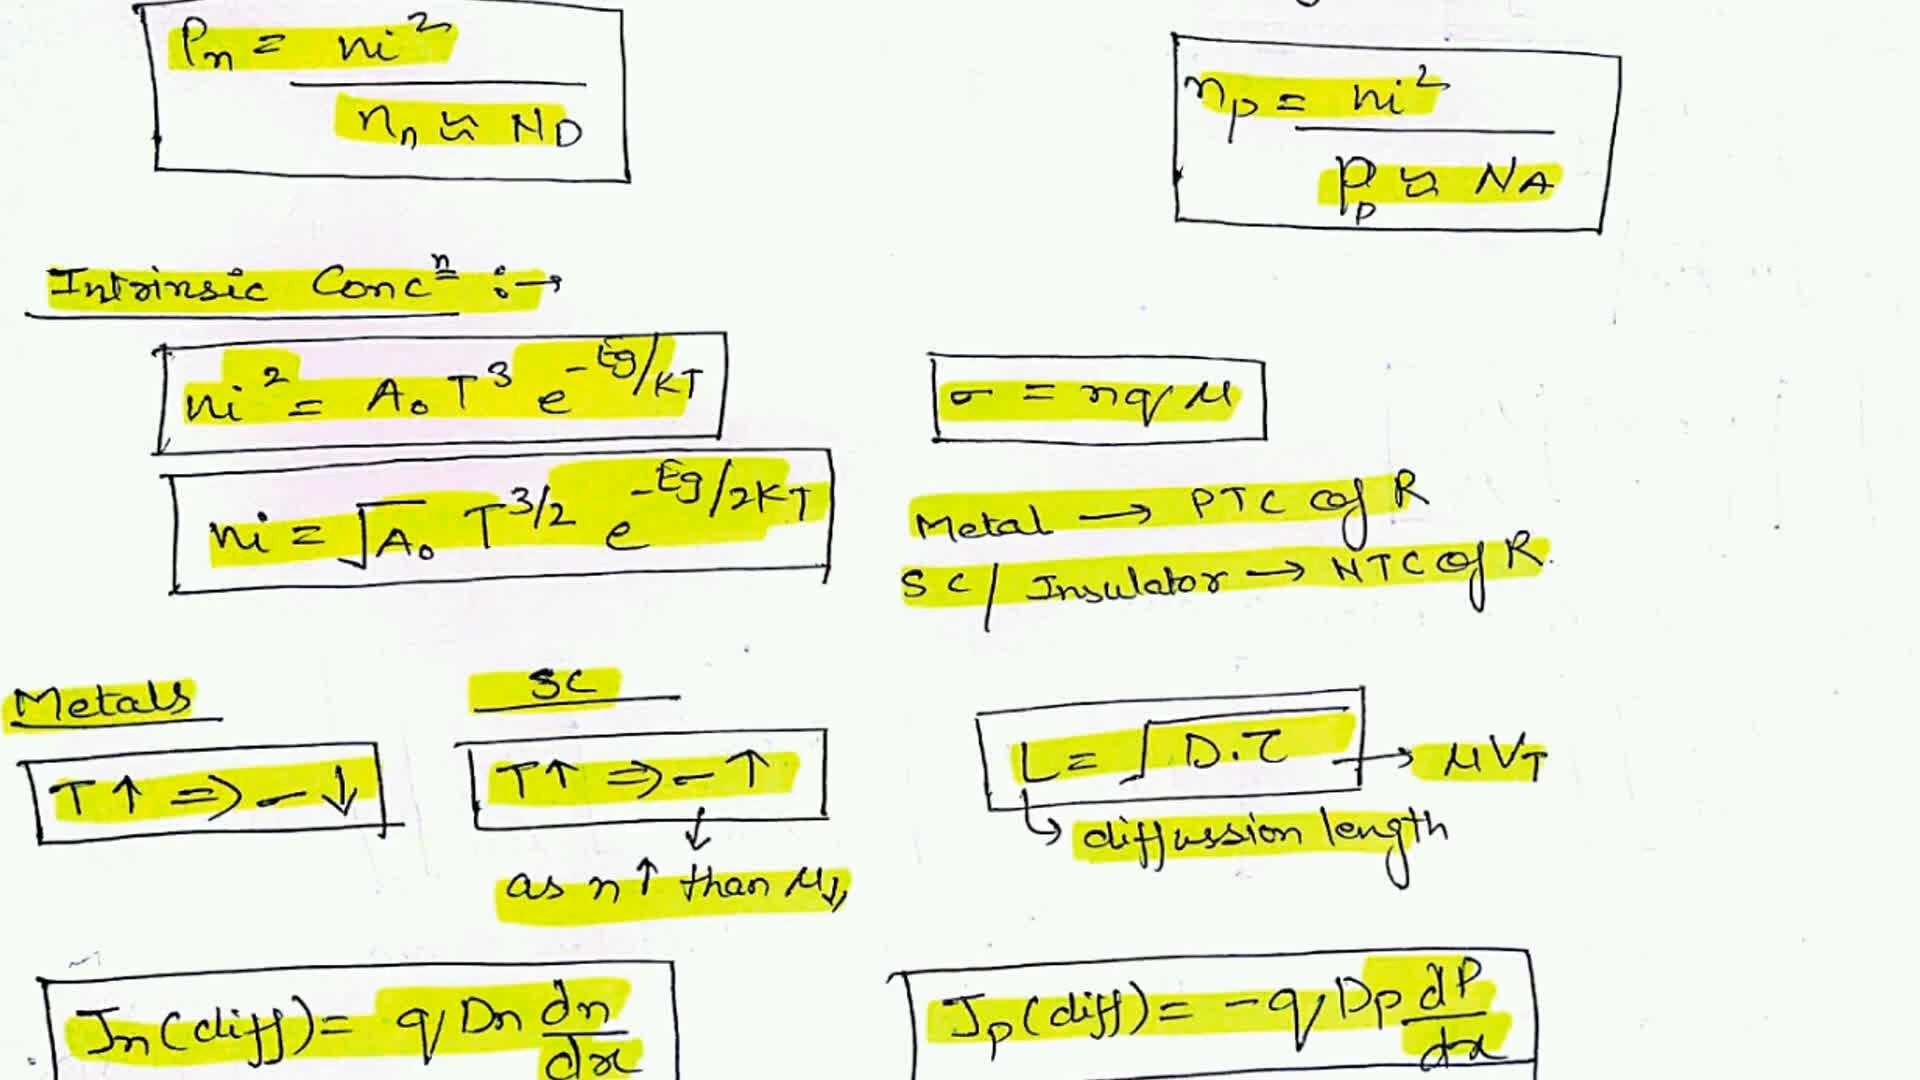 Pn = ni²
nn ≈ ND
np = ni²
Pp ≈ NA
Intrinsic Concⁿ :→
ni² = A₀ T³ e^-Eg/KT
σ = nqμ
ni = √A₀ T^3/2 e^-Eg/2KT
Metal → PTC of R
SC / Insulator → NTC of R.
Metals
SC
T↑ ⇒ σ ↓
T↑ ⇒ σ ↑
L = √D.τ → μVT
↳ diffussion length
↓
as n↑ than μ↓
Jn (diff) = q Dn dn/dx
Jp (diff) = -q Dp dP/dx